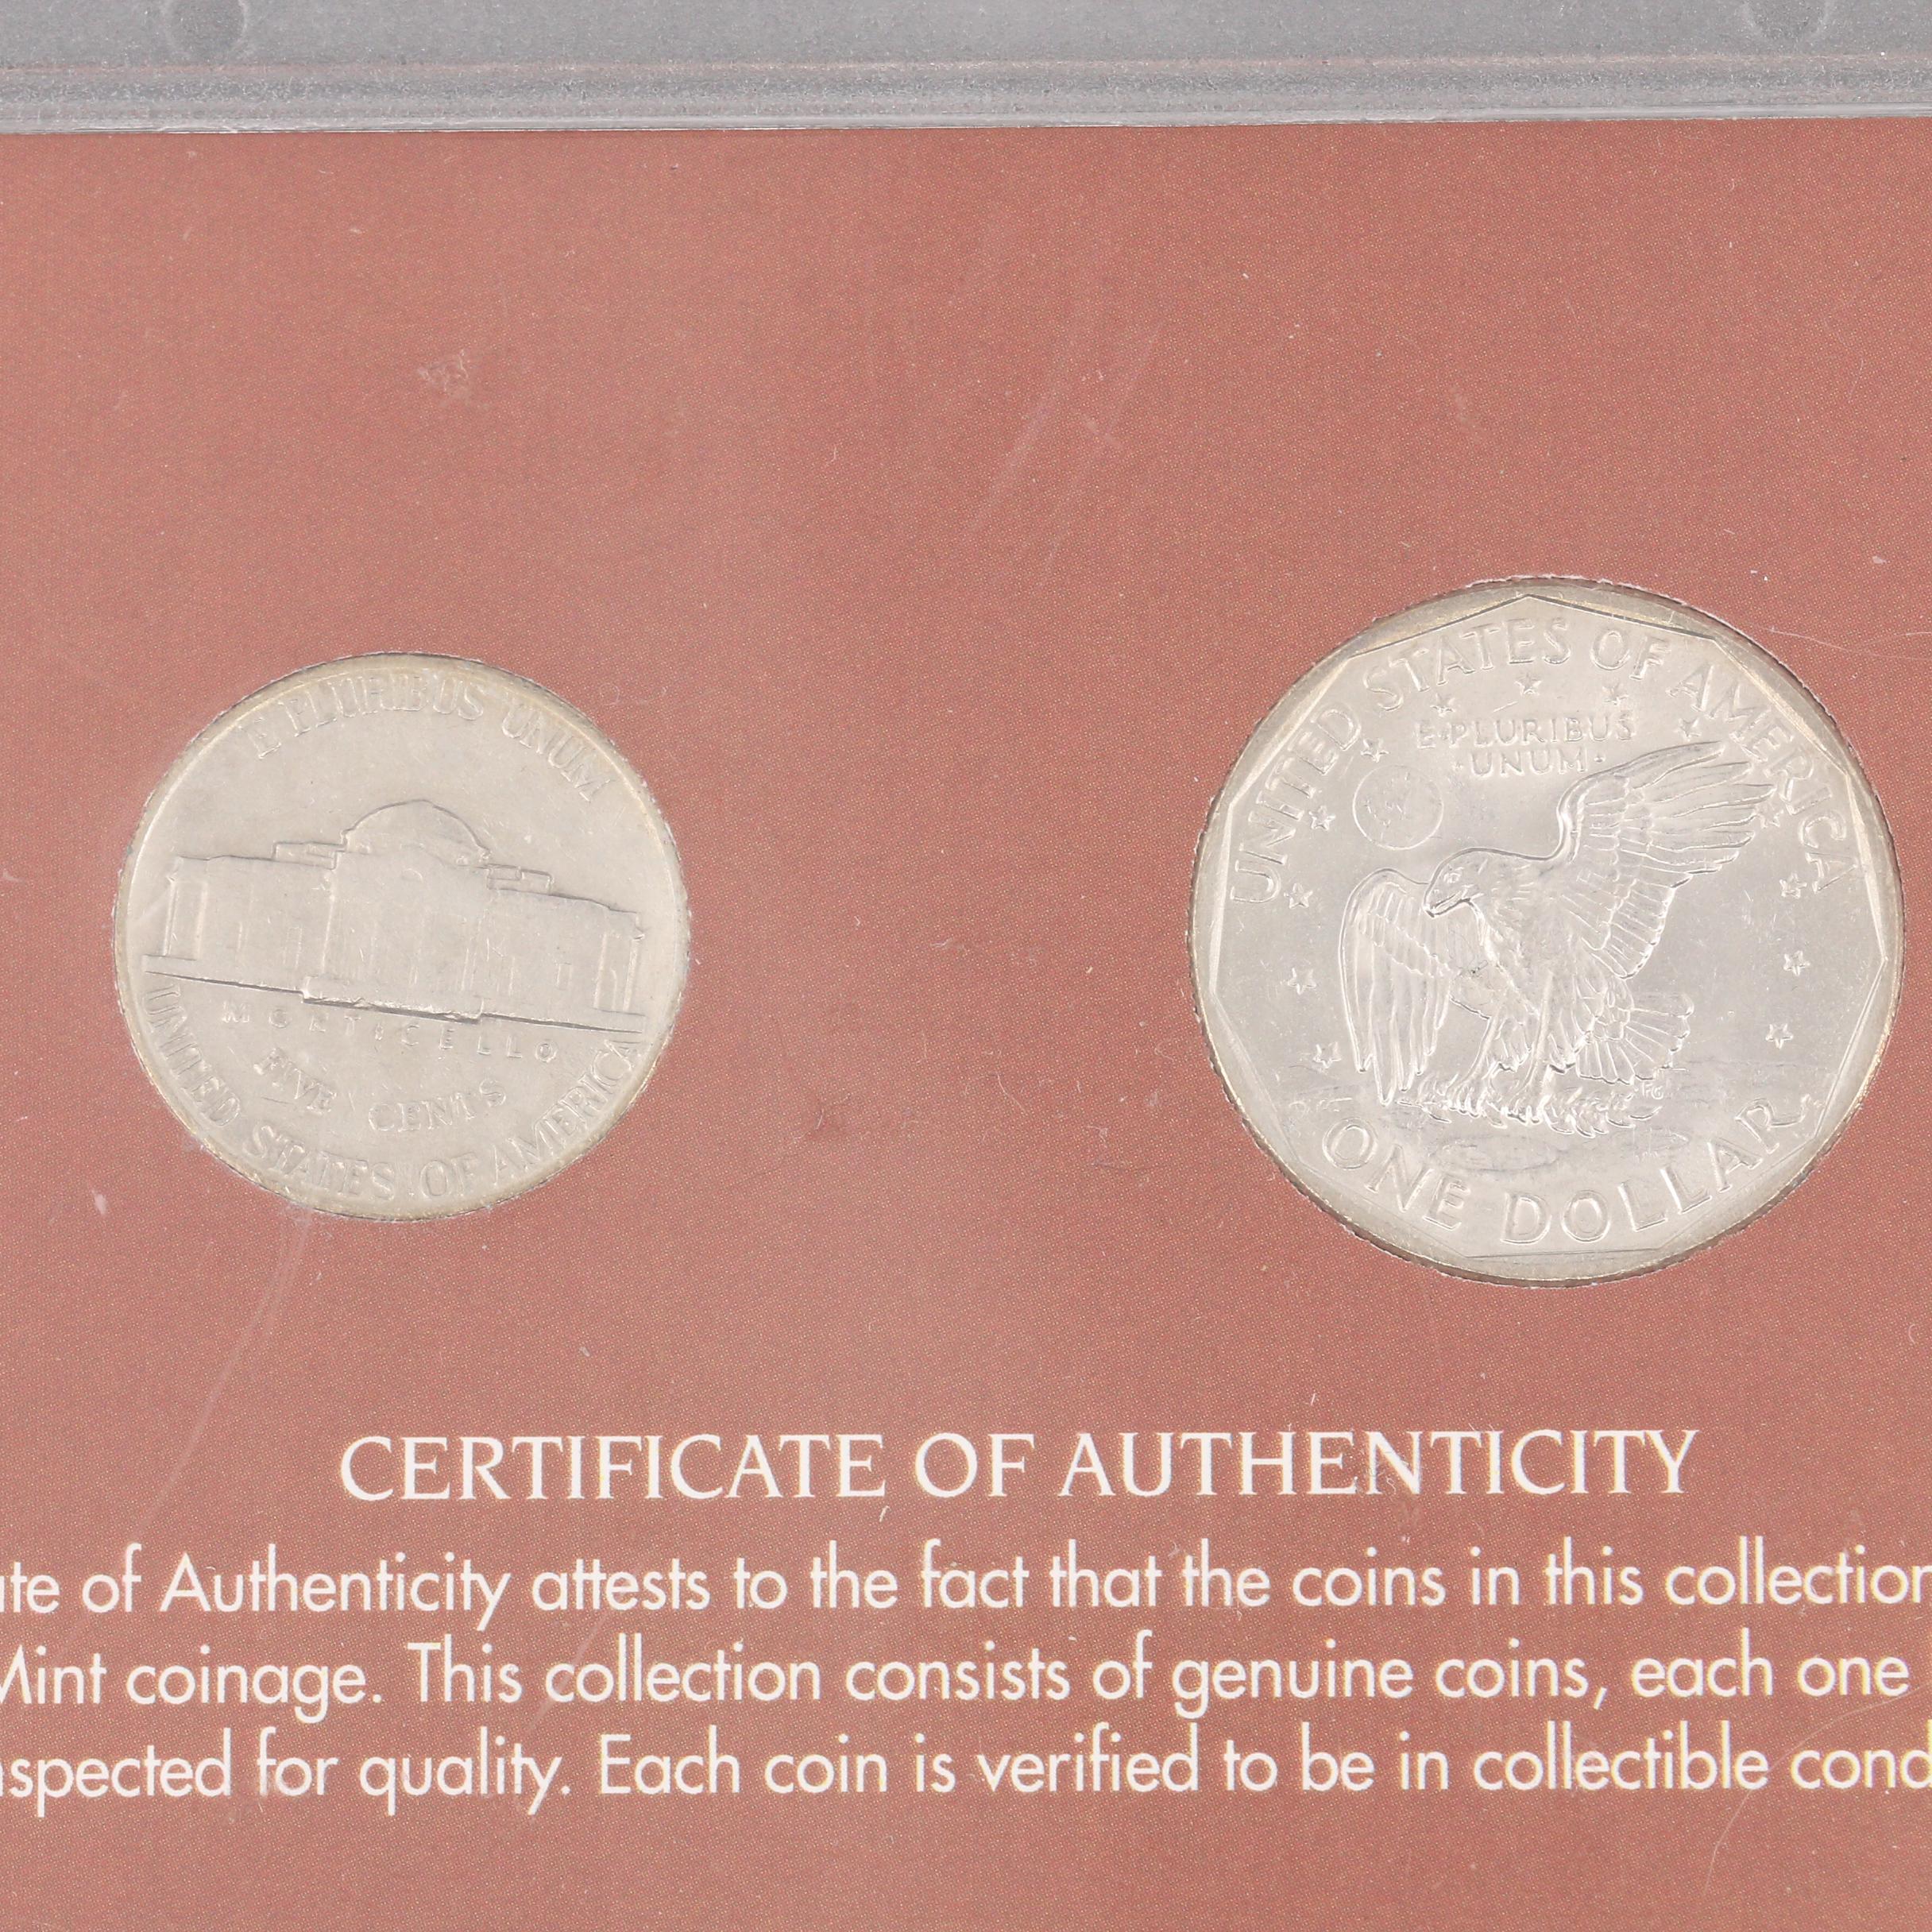 E PLURIBUS UNUM
MONTICELLO
FIVE CENTS
UNITED STATES OF AMERICA
UNITED STATES OF AMERICA
E·PLURIBUS
·UNUM·
ONE DOLLAR
CERTIFICATE OF AUTHENTICITY
ate of Authenticity attests to the fact that the coins in this collection
Mint coinage. This collection consists of genuine coins, each one
nspected for quality. Each coin is verified to be in collectible cond